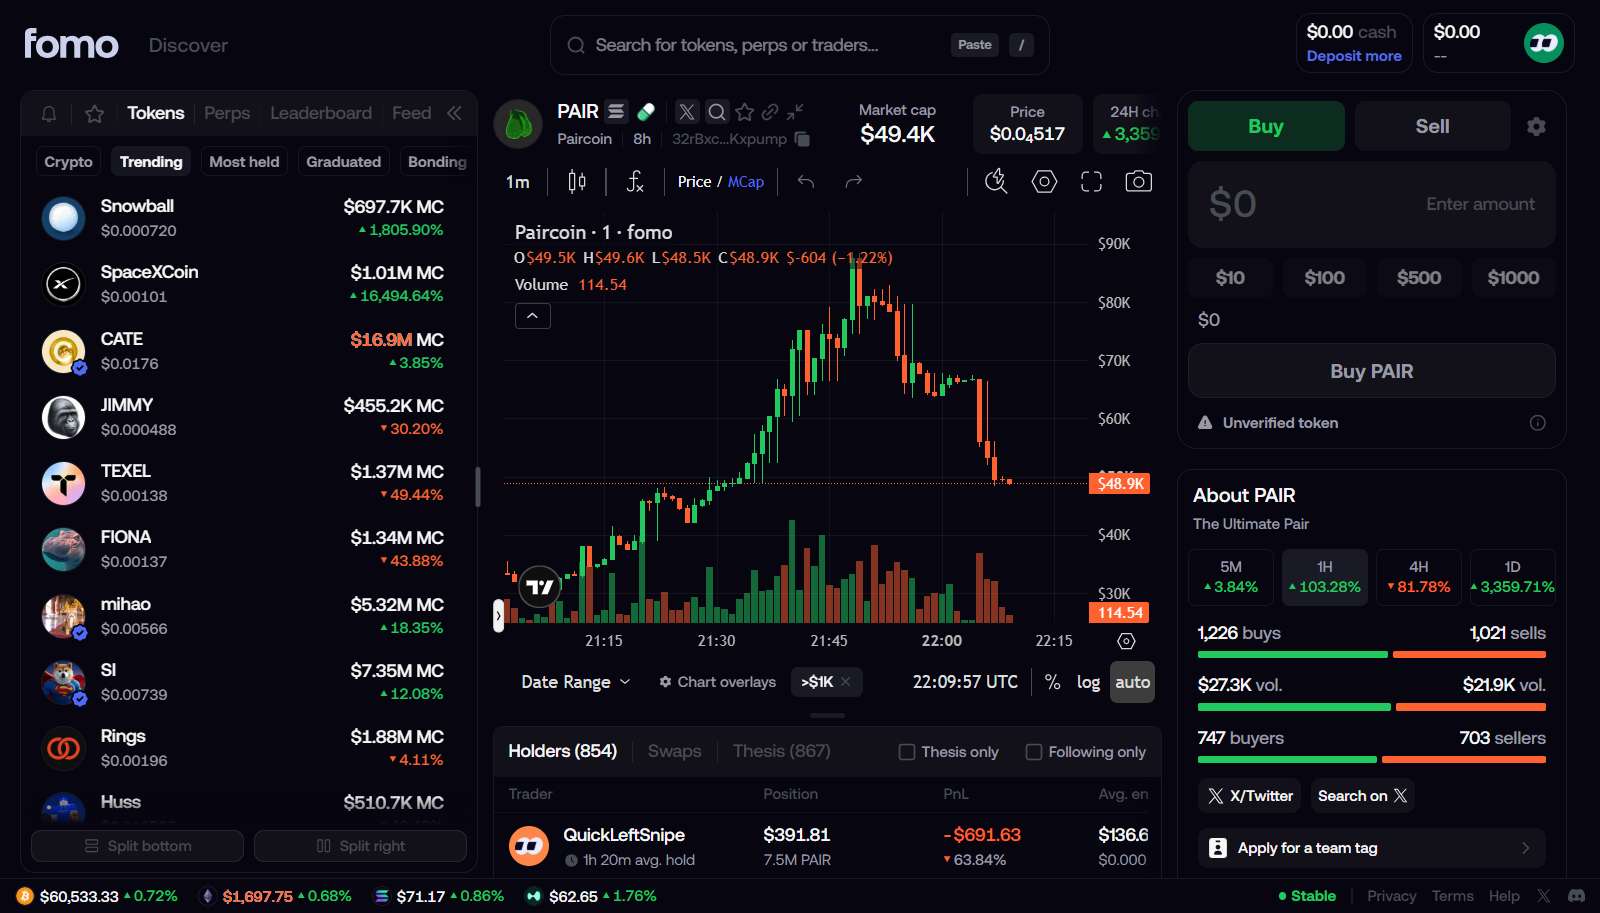 fomo
Discover
Search for tokens, perps or traders...
Paste
/
$0.00 cash
Deposit more
$0.00
--
Tokens
Perps
Leaderboard
Feed
Crypto
Trending
Most held
Graduated
Bonding
Snowball
$0.000720
$697.7K MC
1,805.90%
SpaceXCoin
$0.00101
$1.01M MC
16,494.64%
CATE
$0.0176
$16.9M MC
3.85%
JIMMY
$0.000488
$455.2K MC
30.20%
TEXEL
$0.00138
$1.37M MC
49.44%
FIONA
$0.00137
$1.34M MC
43.88%
mihao
$0.00566
$5.32M MC
18.35%
SI
$0.00739
$7.35M MC
12.08%
Rings
$0.00196
$1.88M MC
4.11%
Huss
$510.7K MC
Split bottom
Split right
PAIR
Paircoin
8h
32rBxc...Kxpump
Market cap
$49.4K
Price
$0.0₄517
24H ch
3,359
1m
Price / MCap
Paircoin · 1 · fomo
O$49.5K H$49.6K L$48.5K C$48.9K $-604 (−1.22%)
Volume 114.54
$90K
$80K
$70K
$60K
$48.9K
$40K
$30K
114.54
21:15
21:30
21:45
22:00
22:15
Date Range
Chart overlays
>$1K
22:09:57 UTC
%
log
auto
Holders (854)
Swaps
Thesis (867)
Thesis only
Following only
Trader
Position
PnL
Avg. en
QuickLeftSnipe
1h 20m avg. hold
$391.81
7.5M PAIR
-$691.63
63.84%
$136.6
$0.000
Buy
Sell
$0
Enter amount
$10
$100
$500
$1000
$0
Buy PAIR
Unverified token
About PAIR
The Ultimate Pair
5M
3.84%
1H
103.28%
4H
81.78%
1D
3,359.71%
1,226 buys
1,021 sells
$27.3K vol.
$21.9K vol.
747 buyers
703 sellers
X/Twitter
Search on X
Apply for a team tag
$60,533.33
0.72%
$1,697.75
0.68%
$71.17
0.86%
$62.65
1.76%
Stable
Privacy
Terms
Help